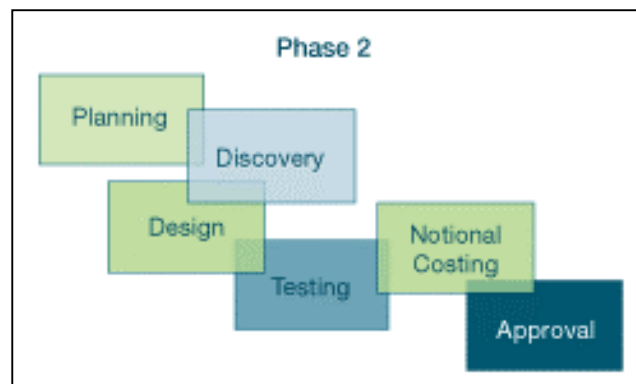 Phase 2
Planning
Discovery
Design
Testing
Notional
Costing
Approval